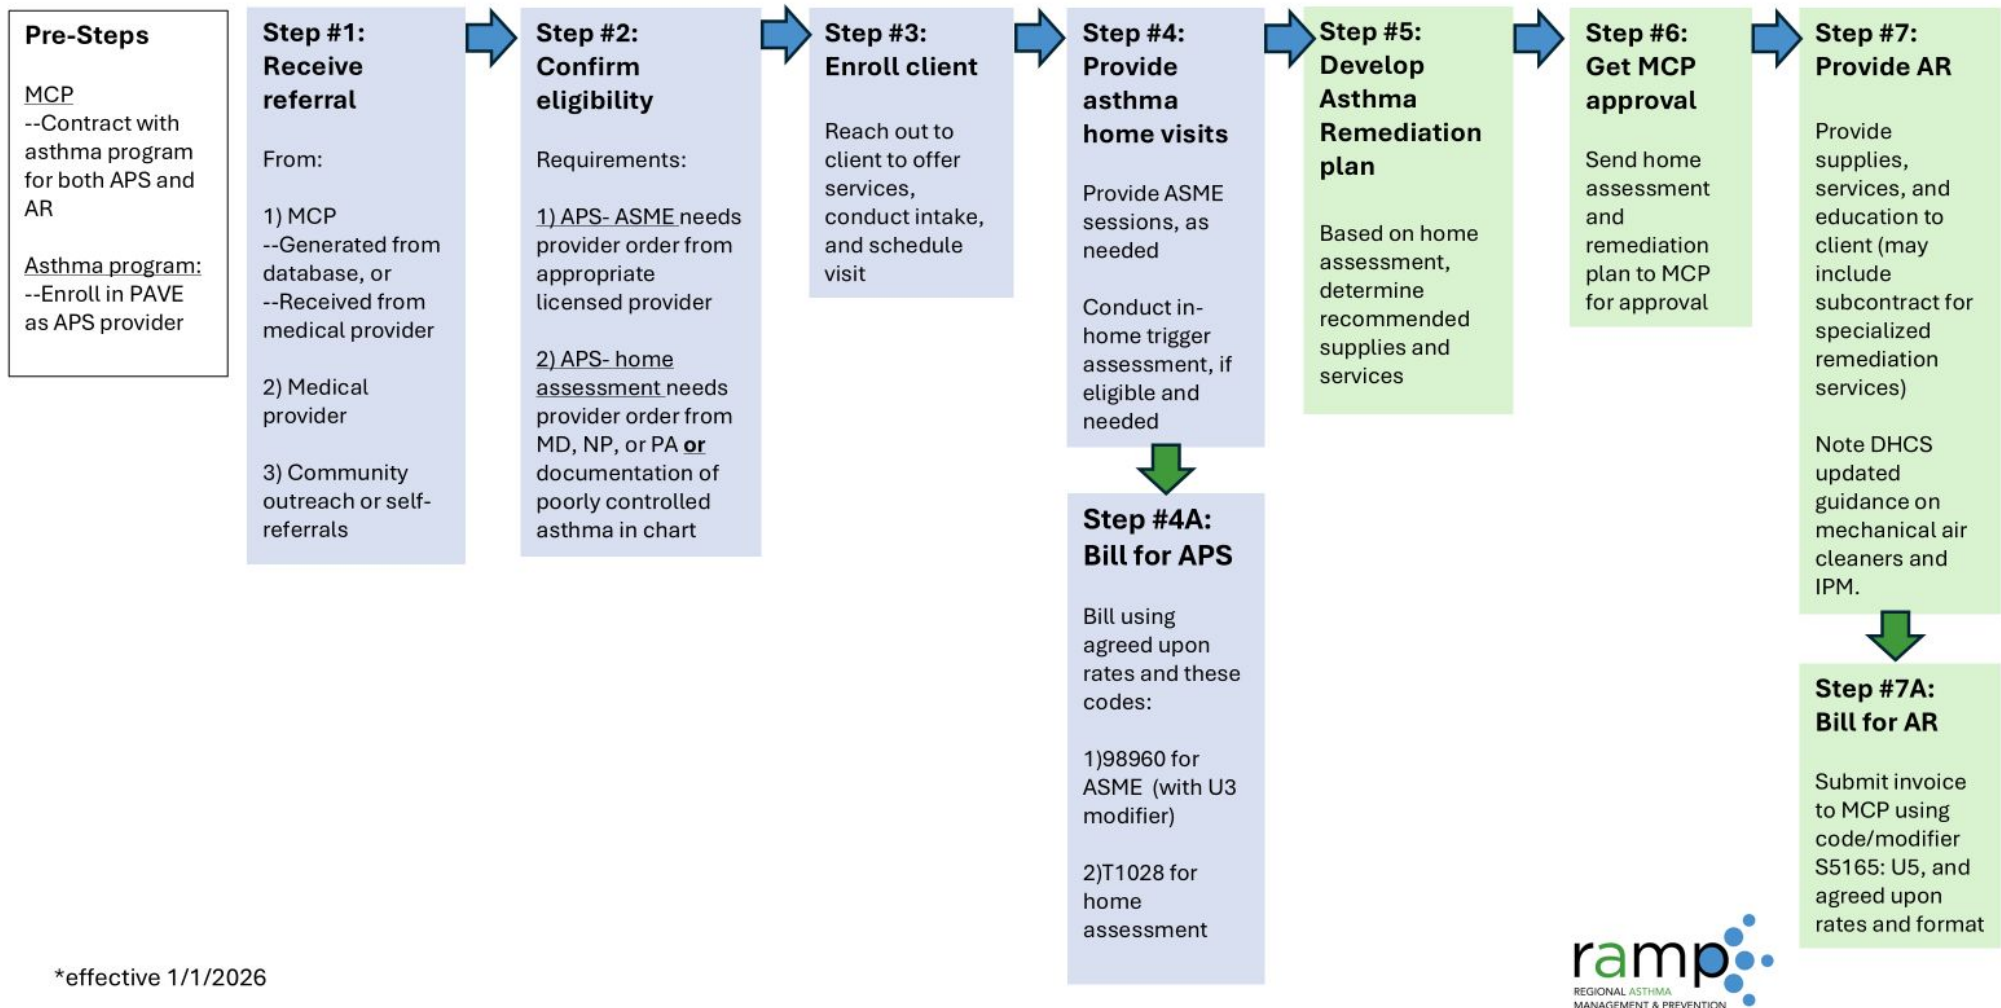 Pre-Steps
MCP
--Contract with
asthma program
for both APS and
AR
Asthma program:
--Enroll in PAVE
as APS provider
Step #1:
Receive
referral
From:
1) MCP
--Generated from
database, or
--Received from
medical provider
2) Medical
provider
3) Community
outreach or self-
referrals
Step #2:
Confirm
eligibility
Requirements:
1) APS- ASME needs
provider order from
appropriate
licensed provider
2) APS- home
assessment needs
provider order from
MD, NP, or PA or
documentation of
poorly controlled
asthma in chart
Step #3:
Enroll client
Reach out to
client to offer
services,
conduct intake,
and schedule
visit
Step #4:
Provide
asthma
home visits
Provide ASME
sessions, as
needed
Conduct in-
home trigger
assessment, if
eligible and
needed
Step #4A:
Bill for APS
Bill using
agreed upon
rates and these
codes:
1)98960 for
ASME (with U3
modifier)
2)T1028 for
home
assessment
Step #5:
Develop
Asthma
Remediation
plan
Based on home
assessment,
determine
recommended
supplies and
services
Step #6:
Get MCP
approval
Send home
assessment
and
remediation
plan to MCP
for approval
Step #7:
Provide AR
Provide
supplies,
services, and
education to
client (may
include
subcontract for
specialized
remediation
services)
Note DHCS
updated
guidance on
mechanical air
cleaners and
IPM.
Step #7A:
Bill for AR
Submit invoice
to MCP using
code/modifier
S5165: U5, and
agreed upon
rates and format
*effective 1/1/2026
ramp
REGIONAL ASTHMA
MANAGEMENT & PREVENTION